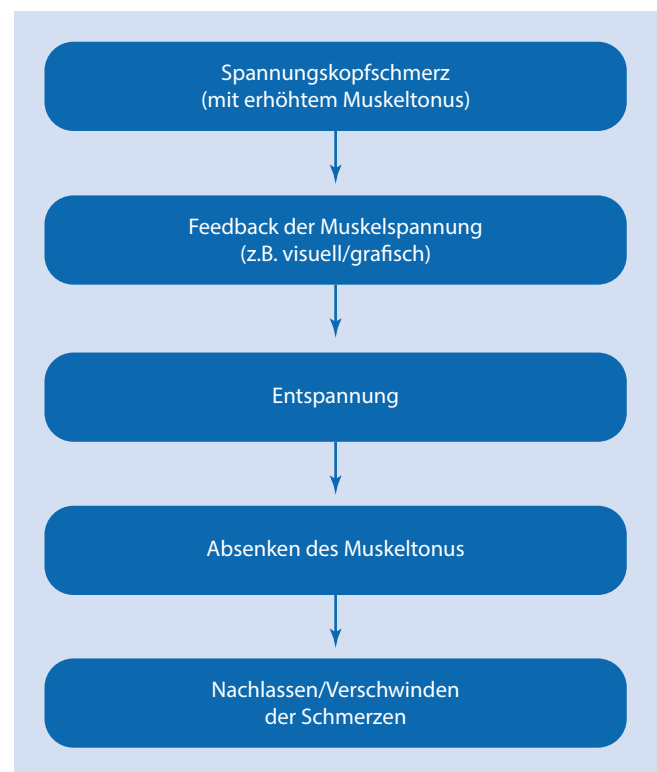 Spannungskopfschmerz
(mit erhöhtem Muskeltonus)
Feedback der Muskelspannung
(z.B. visuell/grafisch)
Entspannung
Absenken des Muskeltonus
Nachlassen/Verschwinden
der Schmerzen